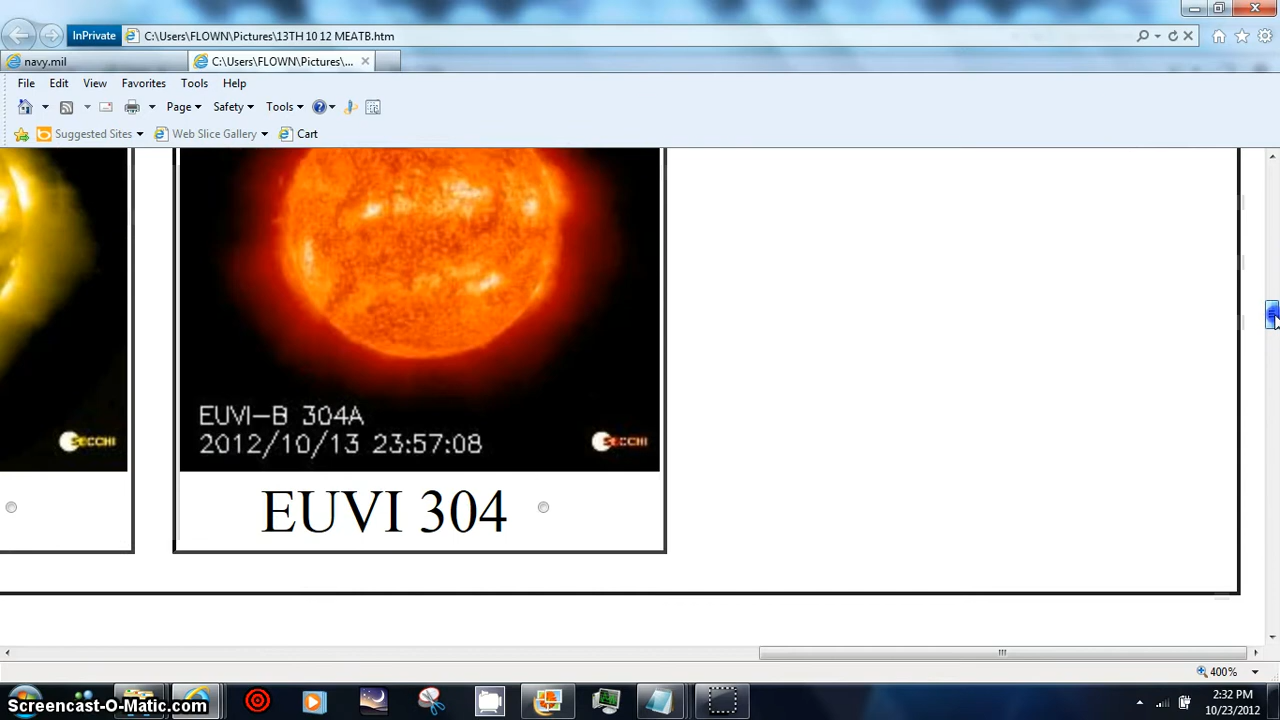 InPrivate
C:\Users\FLOWN\Pictures\13TH 10 12 MEATB.htm
navy.mil
C:\Users\FLOWN\Pictures\...
File Edit View Favorites Tools Help
Page Safety Tools
Suggested Sites Web Slice Gallery Cart
EUVI-B 304A
2012/10/13 23:57:08
SECCHI
SECCHI
EUVI 304
400%
2:32 PM
10/23/2012
Screencast-O-Matic.com